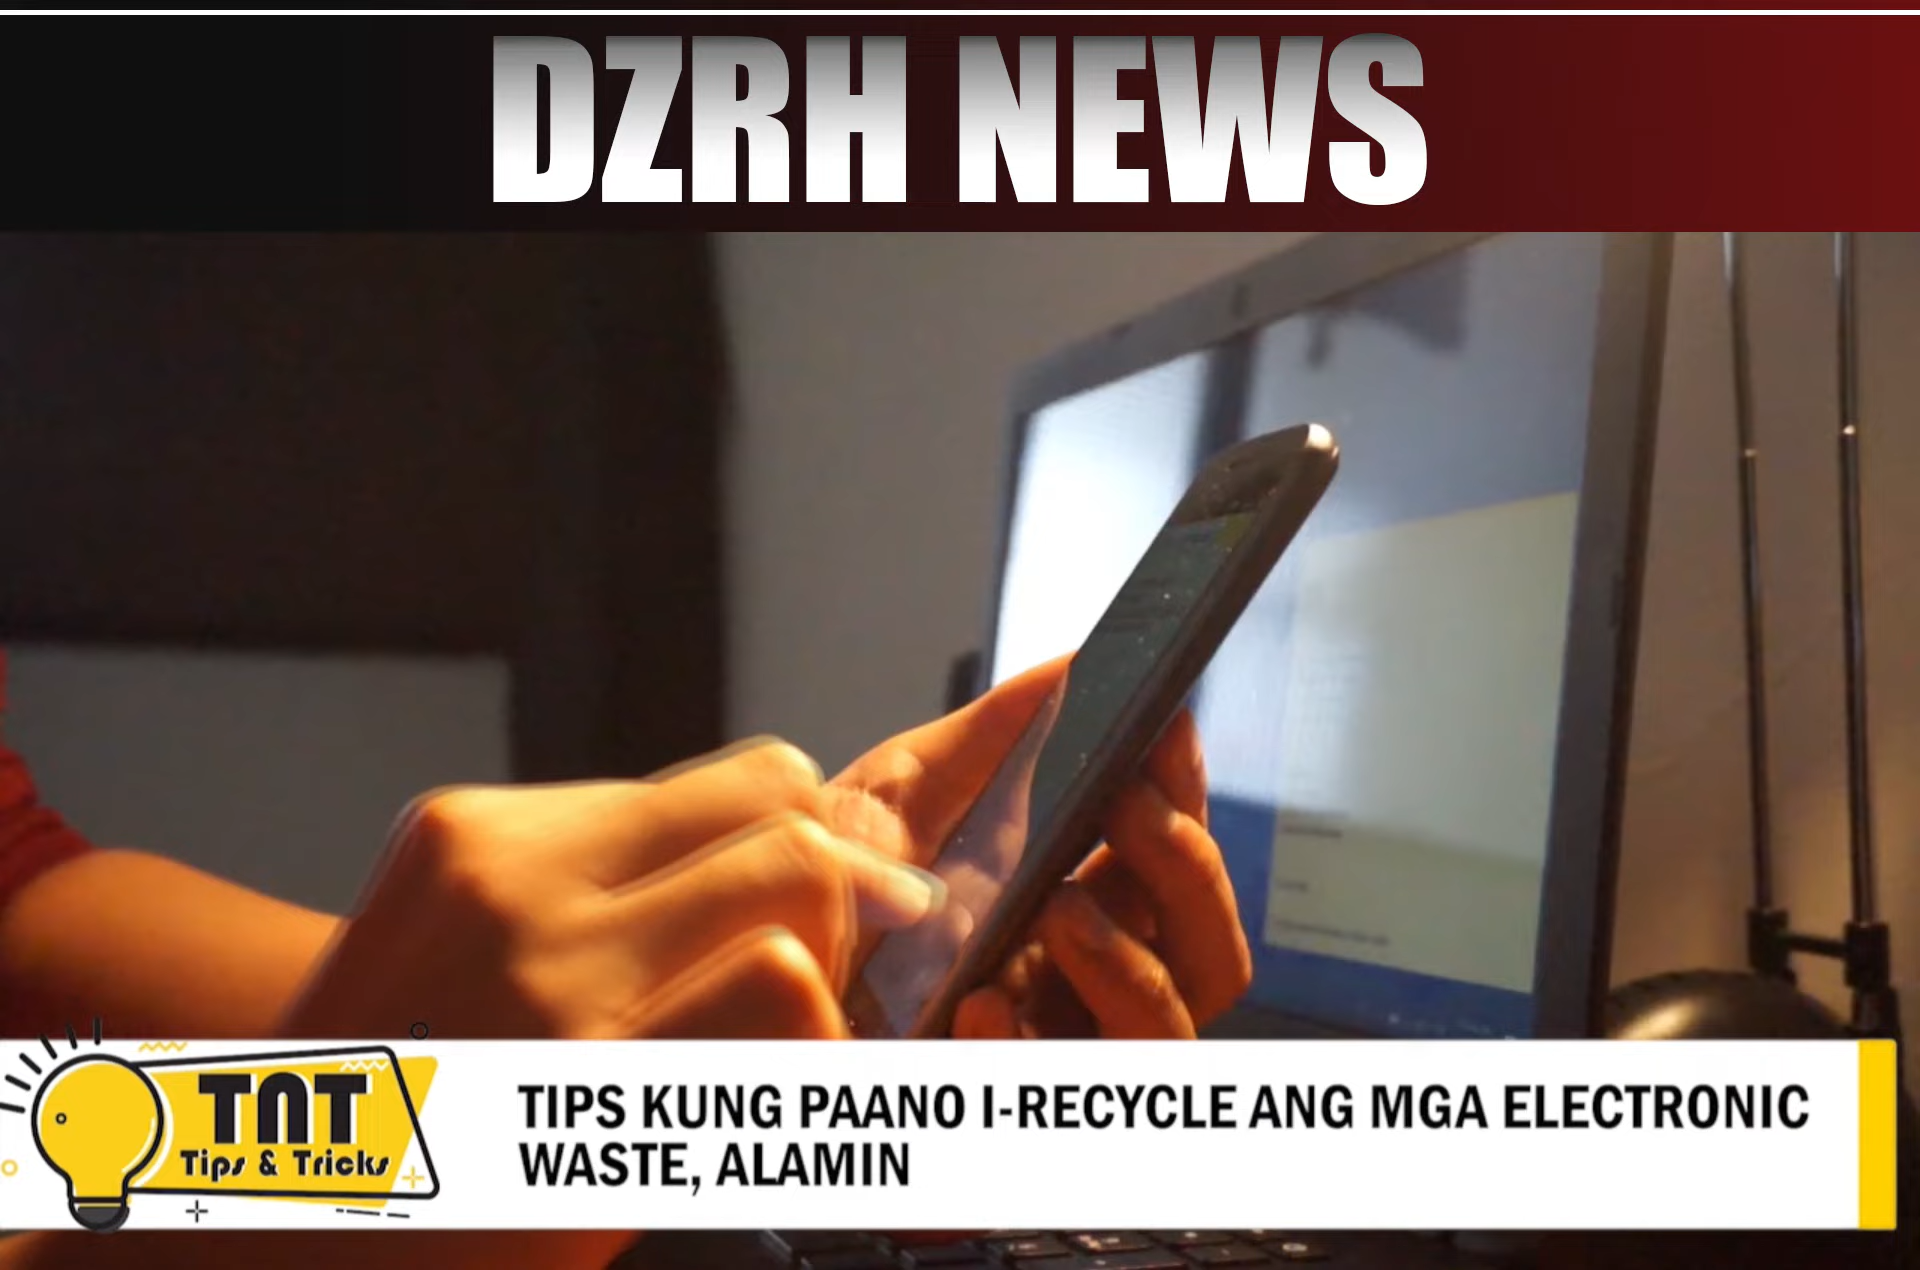 DZRH NEWS
TNT
Tips & Tricks
TIPS KUNG PAANO I-RECYCLE ANG MGA ELECTRONIC
WASTE, ALAMIN